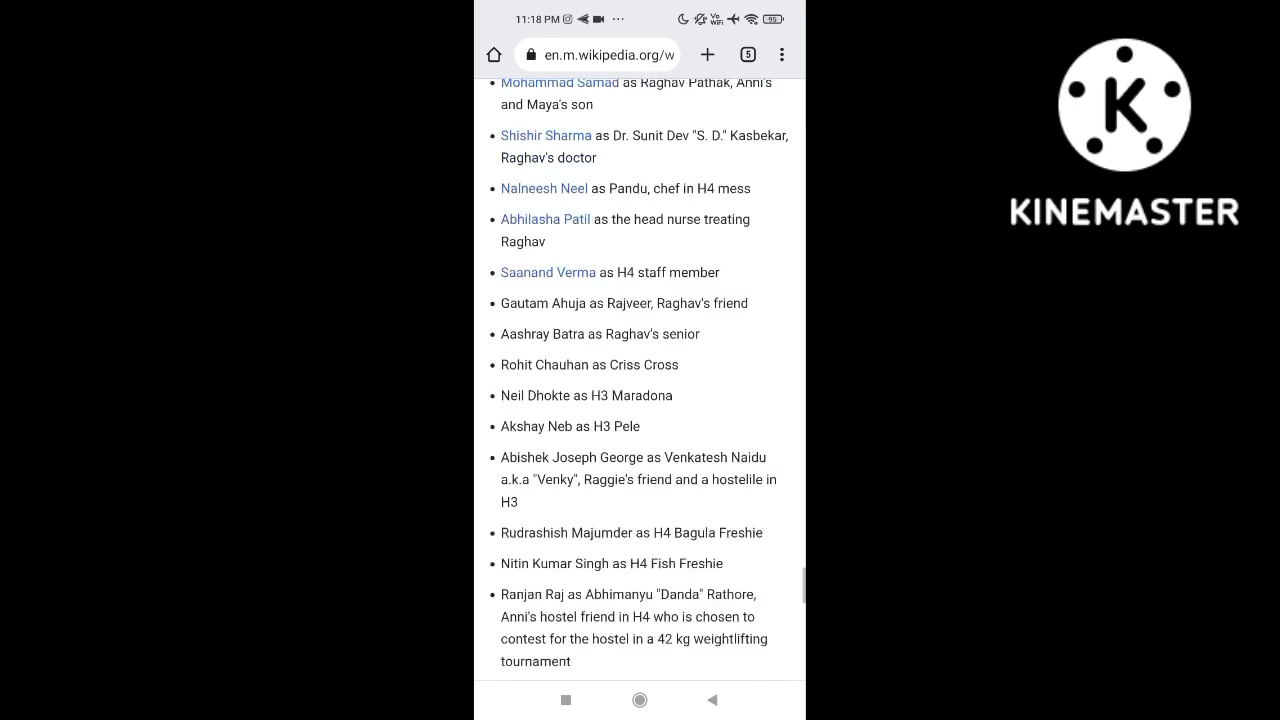 11:18 PM
Vo
WiFi
95
en.m.wikipedia.org/w
5
Mohammad Samad as Raghav Pathak, Anni's
and Maya's son
• Shishir Sharma as Dr. Sunit Dev "S. D." Kasbekar,
Raghav's doctor
• Nalneesh Neel as Pandu, chef in H4 mess
• Abhilasha Patil as the head nurse treating
Raghav
• Saanand Verma as H4 staff member
• Gautam Ahuja as Rajveer, Raghav's friend
• Aashray Batra as Raghav's senior
• Rohit Chauhan as Criss Cross
• Neil Dhokte as H3 Maradona
• Akshay Neb as H3 Pele
• Abishek Joseph George as Venkatesh Naidu
a.k.a "Venky", Raggie's friend and a hostelile in
H3
• Rudrashish Majumder as H4 Bagula Freshie
• Nitin Kumar Singh as H4 Fish Freshie
• Ranjan Raj as Abhimanyu "Danda" Rathore,
Anni's hostel friend in H4 who is chosen to
contest for the hostel in a 42 kg weightlifting
tournament
K
KINEMASTER